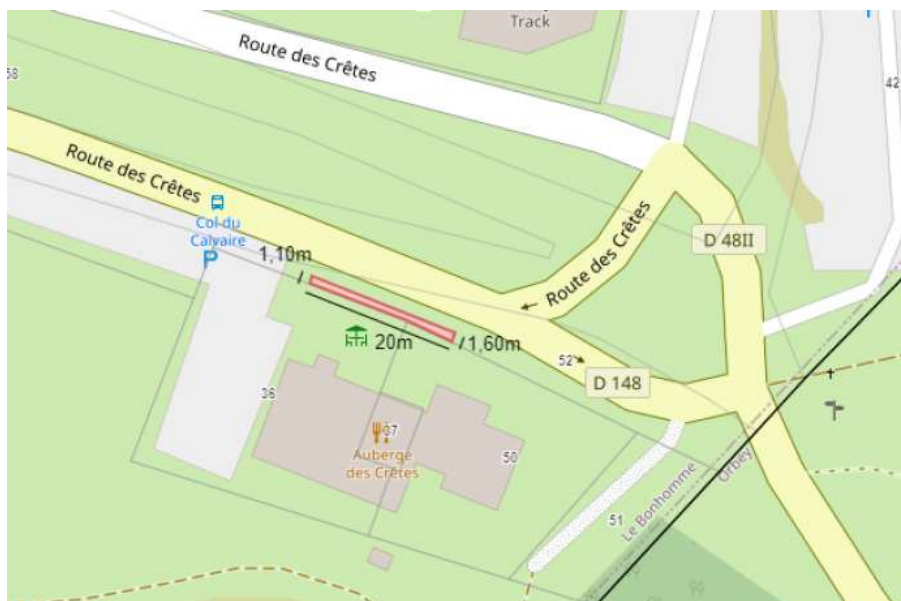 Track
Route des Crêtes
58
42
Route des Crêtes
Col du
Calvaire
P
1,10m
Route des Crêtes
D 48II
20m
1,60m
52
D 148
36
37
Auberge
des Crêtes
50
51
Le Bonhomme
Orbey